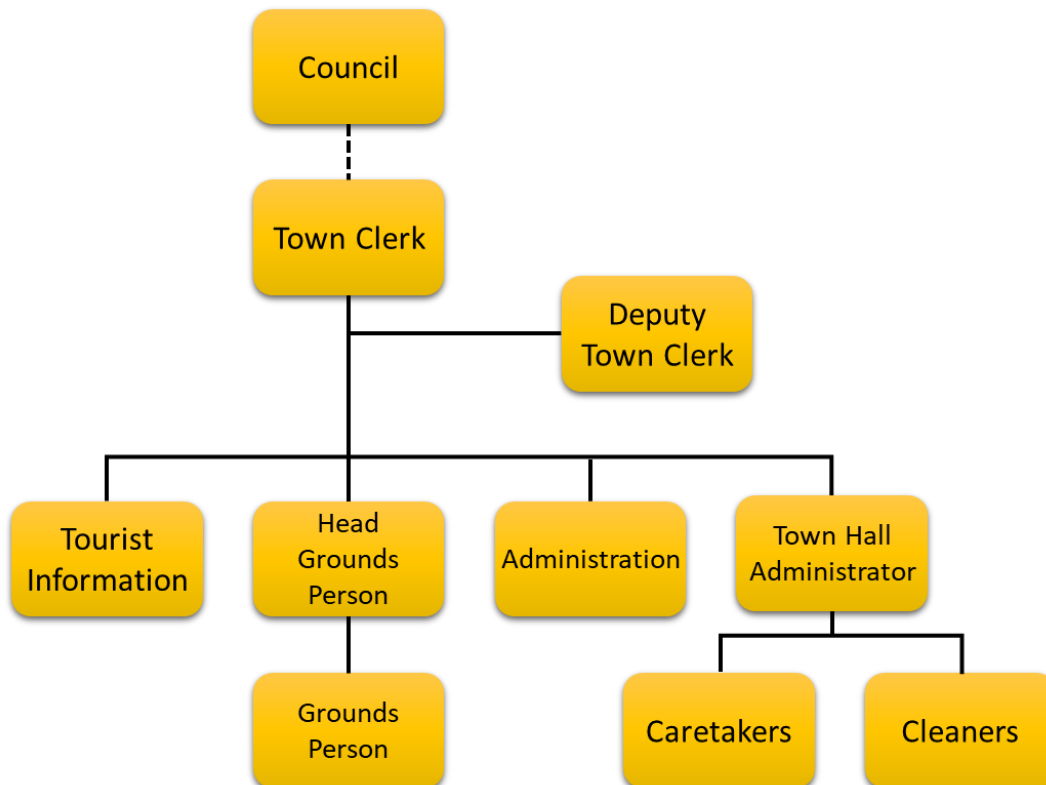 Council
Town Clerk
Deputy
Town Clerk
Tourist
Information
Head
Grounds
Person
Administration
Town Hall
Administrator
Grounds
Person
Caretakers
Cleaners